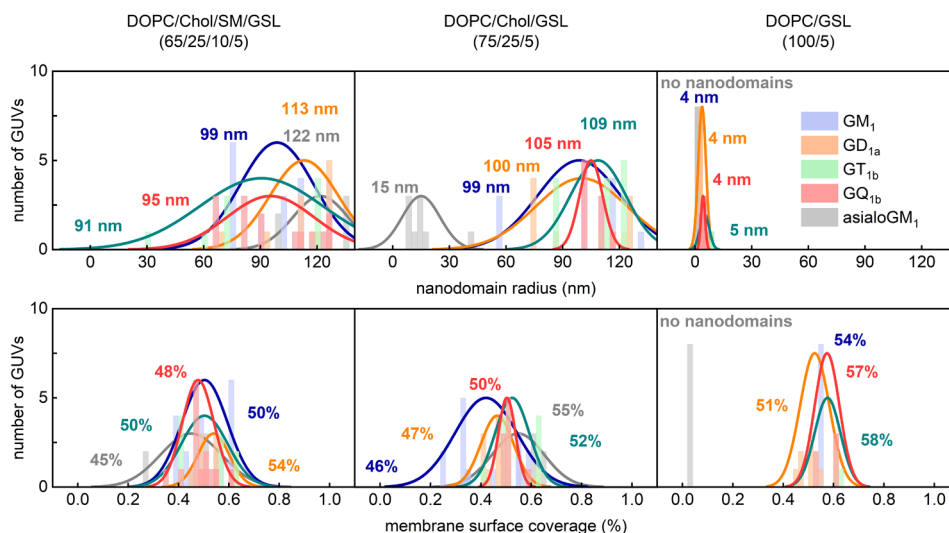 DOPC/Chol/SM/GSL
(65/25/10/5)
DOPC/Chol/GSL
(75/25/5)
DOPC/GSL
(100/5)
number of GUVs
10
5
0
99 nm
113 nm
122 nm
95 nm
91 nm
0 30 60 90 120
15 nm
99 nm
100 nm
105 nm
109 nm
0 30 60 90 120
no nanodomains
4 nm
4 nm
4 nm
5 nm
GM1
GD1a
GT1b
GQ1b
asialoGM1
0 30 60 90 120
nanodomain radius (nm)
number of GUVs
10
5
0
48%
50%
50%
45%
54%
0.0 0.2 0.4 0.6 0.8 1.0
50%
47%
55%
52%
46%
0.0 0.2 0.4 0.6 0.8 1.0
no nanodomains
54%
57%
51%
58%
0.0 0.2 0.4 0.6 0.8 1.0
membrane surface coverage (%)